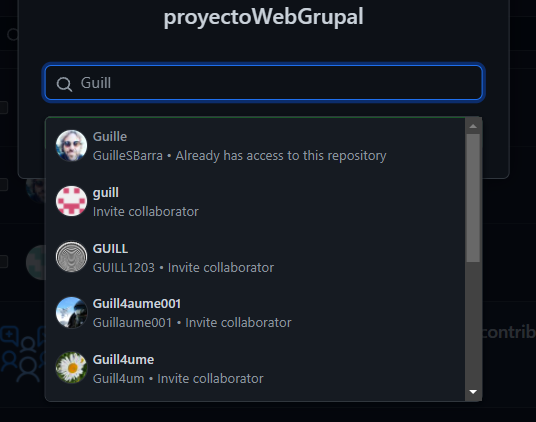 proyectoWebGrupal
Guill
Guille
GuilleSBarra • Already has access to this repository
guill
Invite collaborator
GUILL
GUILL1203 • Invite collaborator
Guill4aume001
Guillaume001 • Invite collaborator
Guill4ume
Guill4um • Invite collaborator
contrib